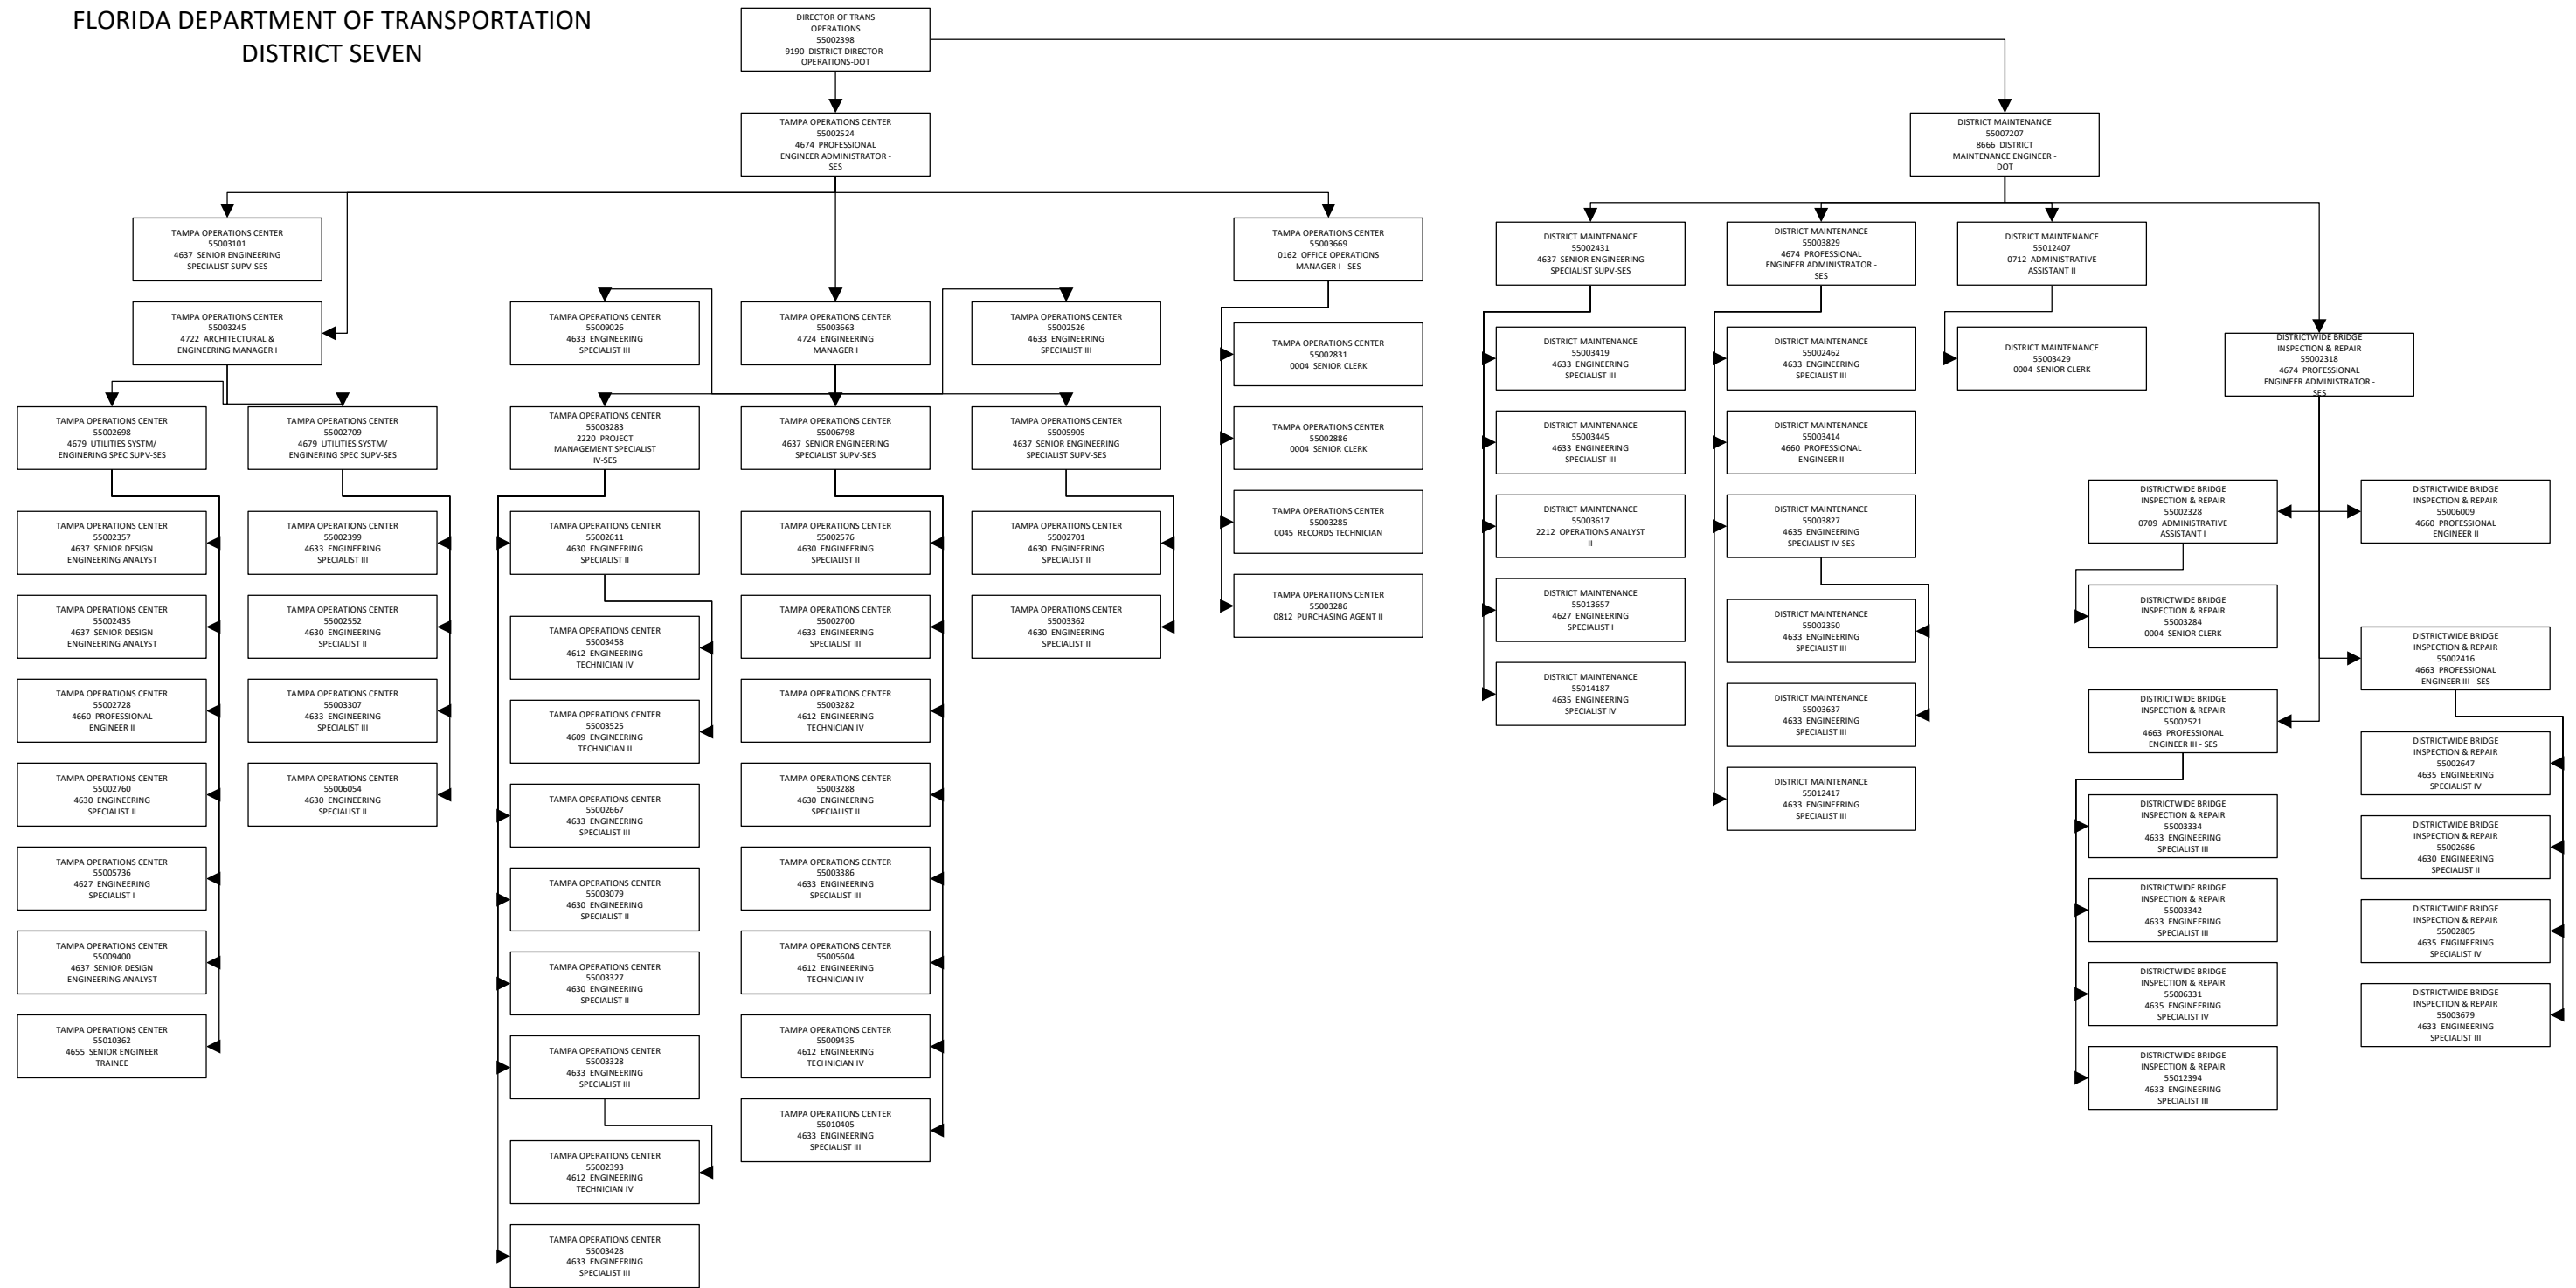 FLORIDA DEPARTMENT OF TRANSPORTATION
DISTRICT SEVEN
DIRECTOR OF TRANS
OPERATIONS
55002398
9190 DISTRICT DIRECTOR-
OPERATIONS-DOT
TAMPA OPERATIONS CENTER
55002524
4674 PROFESSIONAL
ENGINEER ADMINISTRATOR -
SES
DISTRICT MAINTENANCE
55007207
8666 DISTRICT
MAINTENANCE ENGINEER -
DOT
TAMPA OPERATIONS CENTER
55003101
4637 SENIOR ENGINEERING
SPECIALIST SUPV-SES
TAMPA OPERATIONS CENTER
55003245
4722 ARCHITECTURAL &
ENGINEERING MANAGER I
TAMPA OPERATIONS CENTER
55002698
4679 UTILITIES SYSTM/
ENGINERING SPEC SUPV-SES
TAMPA OPERATIONS CENTER
55002357
4637 SENIOR DESIGN
ENGINEERING ANALYST
TAMPA OPERATIONS CENTER
55002435
4637 SENIOR DESIGN
ENGINEERING ANALYST
TAMPA OPERATIONS CENTER
55002728
4660 PROFESSIONAL
ENGINEER II
TAMPA OPERATIONS CENTER
55002760
4630 ENGINEERING
SPECIALIST II
TAMPA OPERATIONS CENTER
55005736
4627 ENGINEERING
SPECIALIST I
TAMPA OPERATIONS CENTER
55009400
4637 SENIOR DESIGN
ENGINEERING ANALYST
TAMPA OPERATIONS CENTER
55010362
4655 SENIOR ENGINEER
TRAINEE
TAMPA OPERATIONS CENTER
55002709
4679 UTILITIES SYSTM/
ENGINERING SPEC SUPV-SES
TAMPA OPERATIONS CENTER
55002399
4633 ENGINEERING
SPECIALIST III
TAMPA OPERATIONS CENTER
55002552
4630 ENGINEERING
SPECIALIST II
TAMPA OPERATIONS CENTER
55003307
4633 ENGINEERING
SPECIALIST III
TAMPA OPERATIONS CENTER
55006054
4630 ENGINEERING
SPECIALIST II
TAMPA OPERATIONS CENTER
55009026
4633 ENGINEERING
SPECIALIST III
TAMPA OPERATIONS CENTER
55003663
4724 ENGINEERING
MANAGER I
TAMPA OPERATIONS CENTER
55002526
4633 ENGINEERING
SPECIALIST III
TAMPA OPERATIONS CENTER
55003283
2220 PROJECT
MANAGEMENT SPECIALIST
IV-SES
TAMPA OPERATIONS CENTER
55002611
4630 ENGINEERING
SPECIALIST II
TAMPA OPERATIONS CENTER
55003458
4612 ENGINEERING
TECHNICIAN IV
TAMPA OPERATIONS CENTER
55003525
4609 ENGINEERING
TECHNICIAN II
TAMPA OPERATIONS CENTER
55002667
4633 ENGINEERING
SPECIALIST III
TAMPA OPERATIONS CENTER
55003079
4630 ENGINEERING
SPECIALIST II
TAMPA OPERATIONS CENTER
55003327
4630 ENGINEERING
SPECIALIST II
TAMPA OPERATIONS CENTER
55003328
4633 ENGINEERING
SPECIALIST III
TAMPA OPERATIONS CENTER
55002393
4612 ENGINEERING
TECHNICIAN IV
TAMPA OPERATIONS CENTER
55003428
4633 ENGINEERING
SPECIALIST III
TAMPA OPERATIONS CENTER
55006798
4637 SENIOR ENGINEERING
SPECIALIST SUPV-SES
TAMPA OPERATIONS CENTER
55002576
4630 ENGINEERING
SPECIALIST II
TAMPA OPERATIONS CENTER
55002700
4633 ENGINEERING
SPECIALIST III
TAMPA OPERATIONS CENTER
55003282
4612 ENGINEERING
TECHNICIAN IV
TAMPA OPERATIONS CENTER
55003288
4630 ENGINEERING
SPECIALIST II
TAMPA OPERATIONS CENTER
55003386
4633 ENGINEERING
SPECIALIST III
TAMPA OPERATIONS CENTER
55005604
4612 ENGINEERING
TECHNICIAN IV
TAMPA OPERATIONS CENTER
55009435
4612 ENGINEERING
TECHNICIAN IV
TAMPA OPERATIONS CENTER
55010405
4633 ENGINEERING
SPECIALIST III
TAMPA OPERATIONS CENTER
55005905
4637 SENIOR ENGINEERING
SPECIALIST SUPV-SES
TAMPA OPERATIONS CENTER
55002701
4630 ENGINEERING
SPECIALIST II
TAMPA OPERATIONS CENTER
55003362
4630 ENGINEERING
SPECIALIST II
TAMPA OPERATIONS CENTER
55003669
0162 OFFICE OPERATIONS
MANAGER I - SES
TAMPA OPERATIONS CENTER
55002831
0004 SENIOR CLERK
TAMPA OPERATIONS CENTER
55002886
0004 SENIOR CLERK
TAMPA OPERATIONS CENTER
55003285
0045 RECORDS TECHNICIAN
TAMPA OPERATIONS CENTER
55003286
0812 PURCHASING AGENT II
DISTRICT MAINTENANCE
55002431
4637 SENIOR ENGINEERING
SPECIALIST SUPV-SES
DISTRICT MAINTENANCE
55003419
4633 ENGINEERING
SPECIALIST III
DISTRICT MAINTENANCE
55003445
4633 ENGINEERING
SPECIALIST III
DISTRICT MAINTENANCE
55003617
2212 OPERATIONS ANALYST
II
DISTRICT MAINTENANCE
55013657
4627 ENGINEERING
SPECIALIST I
DISTRICT MAINTENANCE
55014187
4635 ENGINEERING
SPECIALIST IV
DISTRICT MAINTENANCE
55003829
4674 PROFESSIONAL
ENGINEER ADMINISTRATOR -
SES
DISTRICT MAINTENANCE
55002462
4633 ENGINEERING
SPECIALIST III
DISTRICT MAINTENANCE
55003414
4660 PROFESSIONAL
ENGINEER II
DISTRICT MAINTENANCE
55003827
4635 ENGINEERING
SPECIALIST IV-SES
DISTRICT MAINTENANCE
55002350
4633 ENGINEERING
SPECIALIST III
DISTRICT MAINTENANCE
55003637
4633 ENGINEERING
SPECIALIST III
DISTRICT MAINTENANCE
55012417
4633 ENGINEERING
SPECIALIST III
DISTRICT MAINTENANCE
55012407
0712 ADMINISTRATIVE
ASSISTANT II
DISTRICT MAINTENANCE
55003429
0004 SENIOR CLERK
DISTRICTWIDE BRIDGE
INSPECTION & REPAIR
55002318
4674 PROFESSIONAL
ENGINEER ADMINISTRATOR -
SES
DISTRICTWIDE BRIDGE
INSPECTION & REPAIR
55002328
0709 ADMINISTRATIVE
ASSISTANT I
DISTRICTWIDE BRIDGE
INSPECTION & REPAIR
55003284
0004 SENIOR CLERK
DISTRICTWIDE BRIDGE
INSPECTION & REPAIR
55002521
4663 PROFESSIONAL
ENGINEER III - SES
DISTRICTWIDE BRIDGE
INSPECTION & REPAIR
55003334
4633 ENGINEERING
SPECIALIST III
DISTRICTWIDE BRIDGE
INSPECTION & REPAIR
55003342
4633 ENGINEERING
SPECIALIST III
DISTRICTWIDE BRIDGE
INSPECTION & REPAIR
55006331
4635 ENGINEERING
SPECIALIST IV
DISTRICTWIDE BRIDGE
INSPECTION & REPAIR
55012394
4633 ENGINEERING
SPECIALIST III
DISTRICTWIDE BRIDGE
INSPECTION & REPAIR
55006009
4660 PROFESSIONAL
ENGINEER II
DISTRICTWIDE BRIDGE
INSPECTION & REPAIR
55002416
4663 PROFESSIONAL
ENGINEER III - SES
DISTRICTWIDE BRIDGE
INSPECTION & REPAIR
55002647
4635 ENGINEERING
SPECIALIST IV
DISTRICTWIDE BRIDGE
INSPECTION & REPAIR
55002686
4630 ENGINEERING
SPECIALIST II
DISTRICTWIDE BRIDGE
INSPECTION & REPAIR
55002805
4635 ENGINEERING
SPECIALIST IV
DISTRICTWIDE BRIDGE
INSPECTION & REPAIR
55003679
4633 ENGINEERING
SPECIALIST III